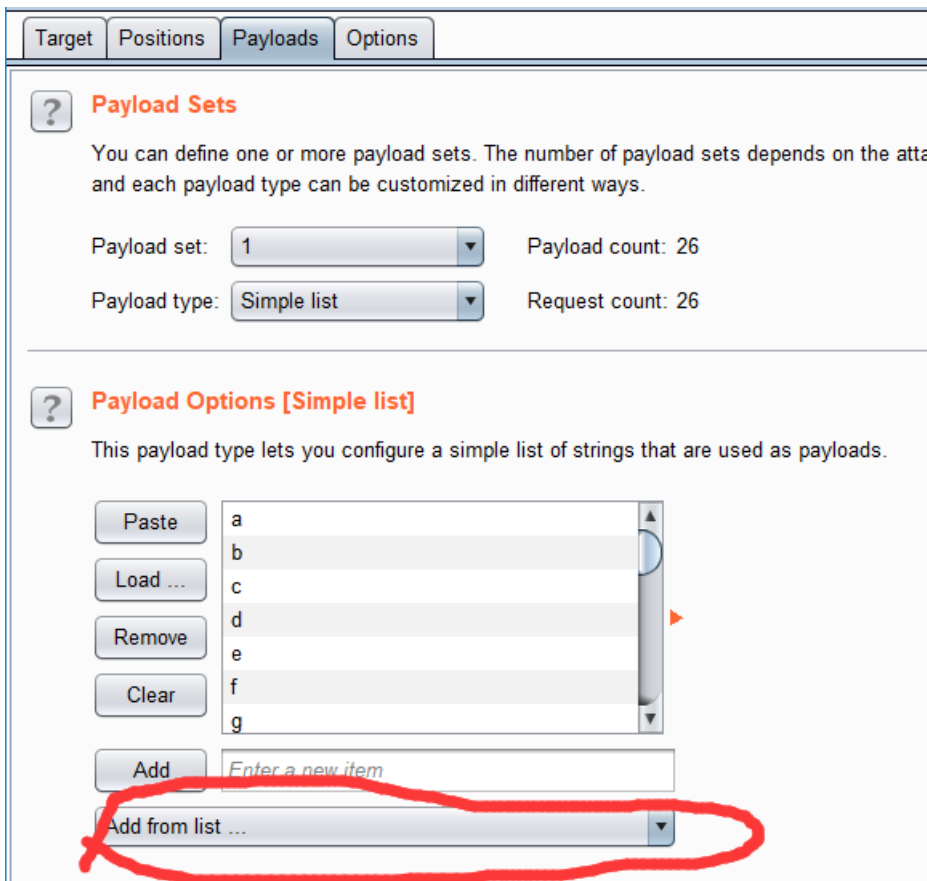 Target Positions Payloads Options
? Payload Sets
You can define one or more payload sets. The number of payload sets depends on the atta
and each payload type can be customized in different ways.
Payload set: 1 Payload count: 26
Payload type: Simple list Request count: 26
? Payload Options [Simple list]
This payload type lets you configure a simple list of strings that are used as payloads.
Paste
Load ...
Remove
Clear
a
b
c
d
e
f
g
Add Enter a new item
Add from list ...